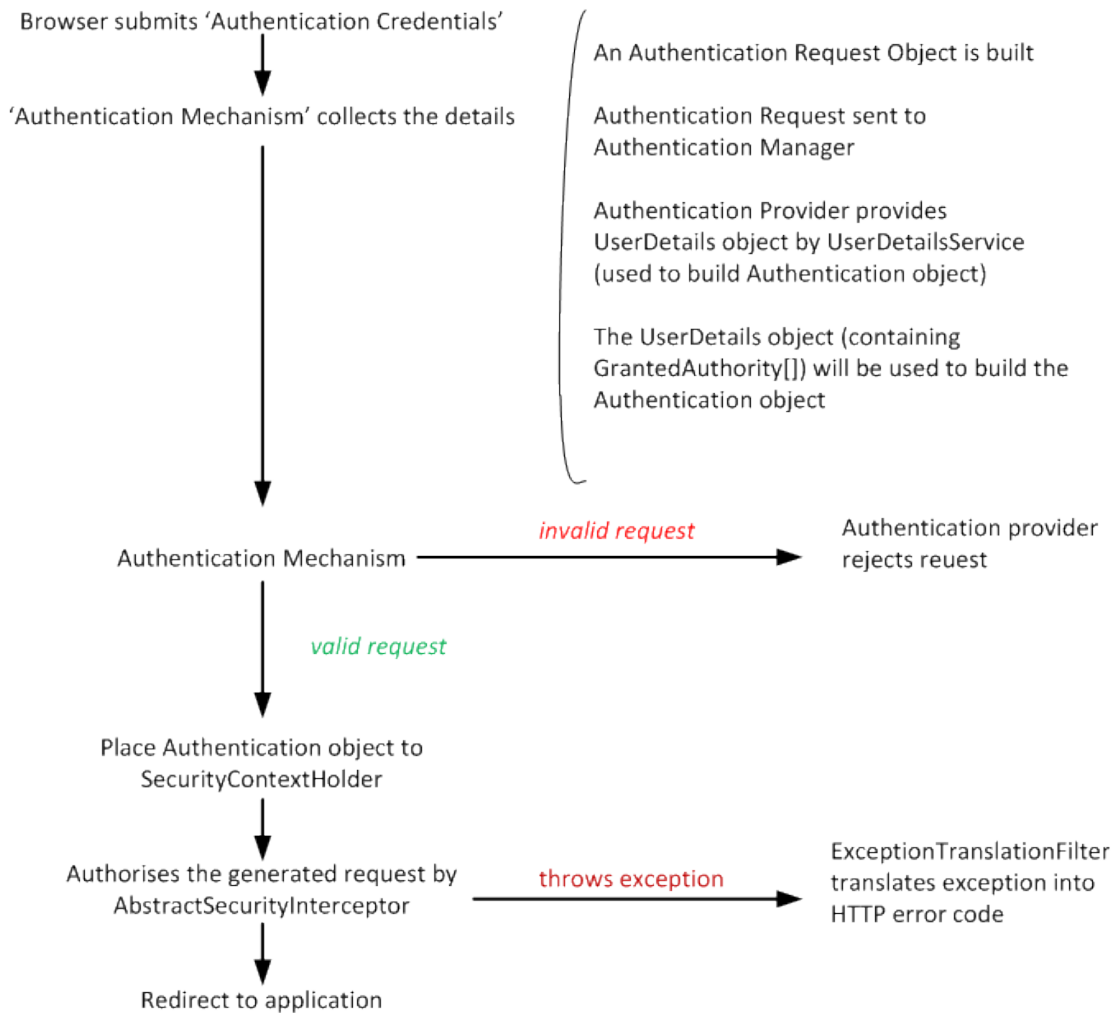 Browser submits ‘Authentication Credentials’
‘Authentication Mechanism’ collects the details
An Authentication Request Object is built
Authentication Request sent to
Authentication Manager
Authentication Provider provides
UserDetails object by UserDetailsService
(used to build Authentication object)
The UserDetails object (containing
GrantedAuthority[]) will be used to build the
Authentication object
Authentication Mechanism
invalid request
Authentication provider
rejects reuest
valid request
Place Authentication object to
SecurityContextHolder
Authorises the generated request by
AbstractSecurityInterceptor
throws exception
ExceptionTranslationFilter
translates exception into
HTTP error code
Redirect to application